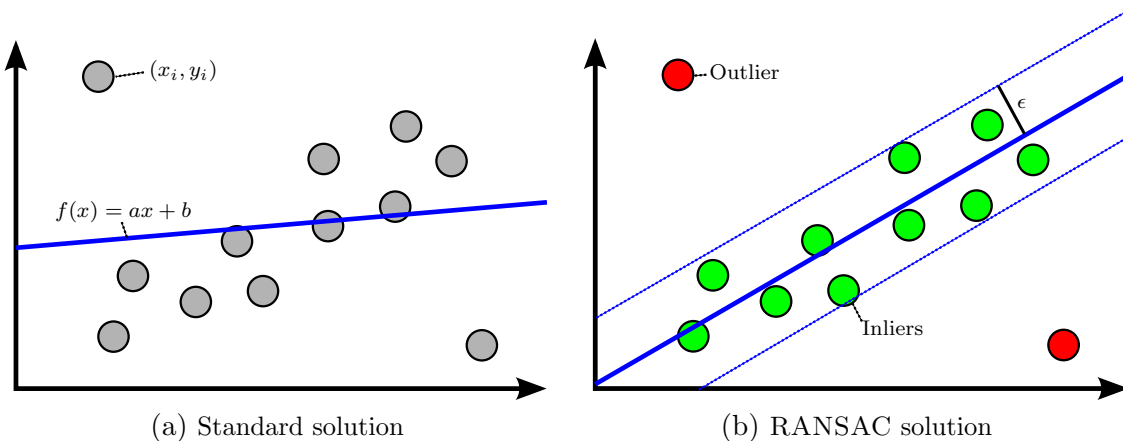 (x_i, y_i)
f(x) = ax + b
(a) Standard solution
Outlier
ϵ
Inliers
(b) RANSAC solution